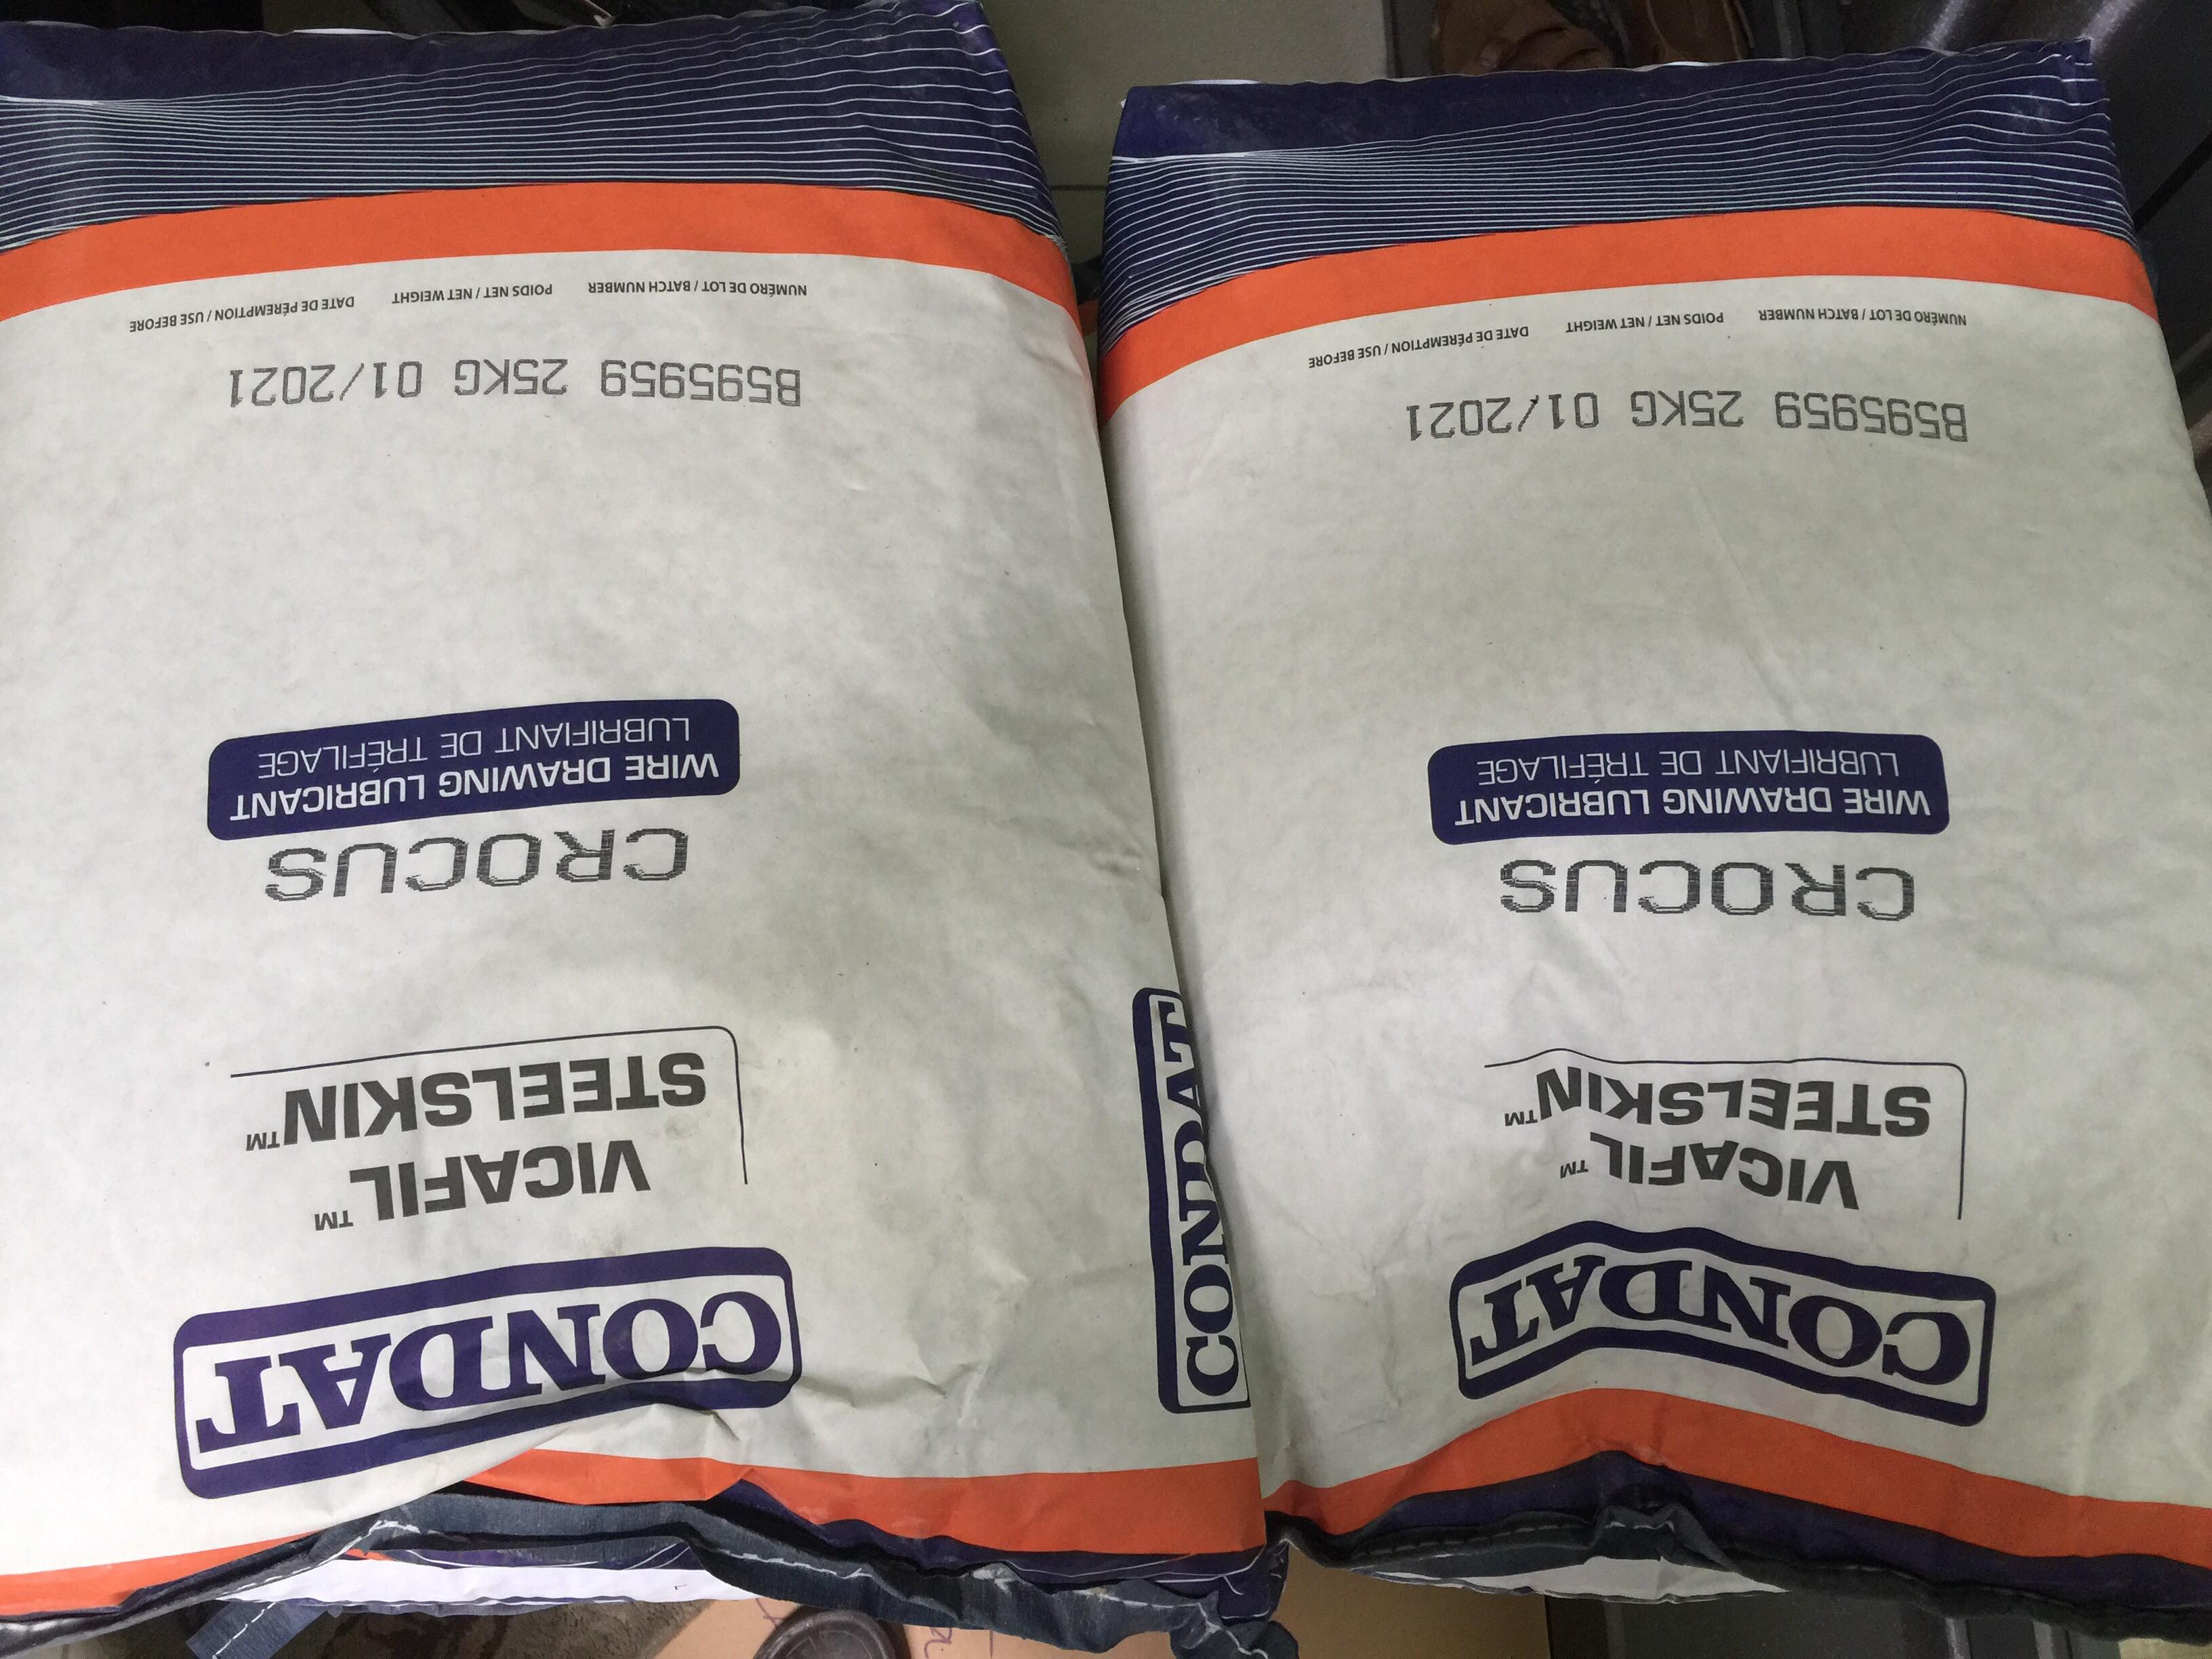 CONDAT
VICAFIL™
STEELSKIN™
CROCUS
WIRE DRAWING LUBRICANT
LUBRIFIANT DE TRÉFILAGE
B595959 25KG 01/2021
NUMÉRO DE LOT / BATCH NUMBER POIDS NET / NET WEIGHT DATE DE PÉREMPTION / USE BEFORE
CONDAT
CONDAT
VICAFIL™
STEELSKIN™
CROCUS
WIRE DRAWING LUBRICANT
LUBRIFIANT DE TRÉFILAGE
B595959 25KG 01/2021
NUMÉRO DE LOT / BATCH NUMBER POIDS NET / NET WEIGHT DATE DE PÉREMPTION / USE BEFORE